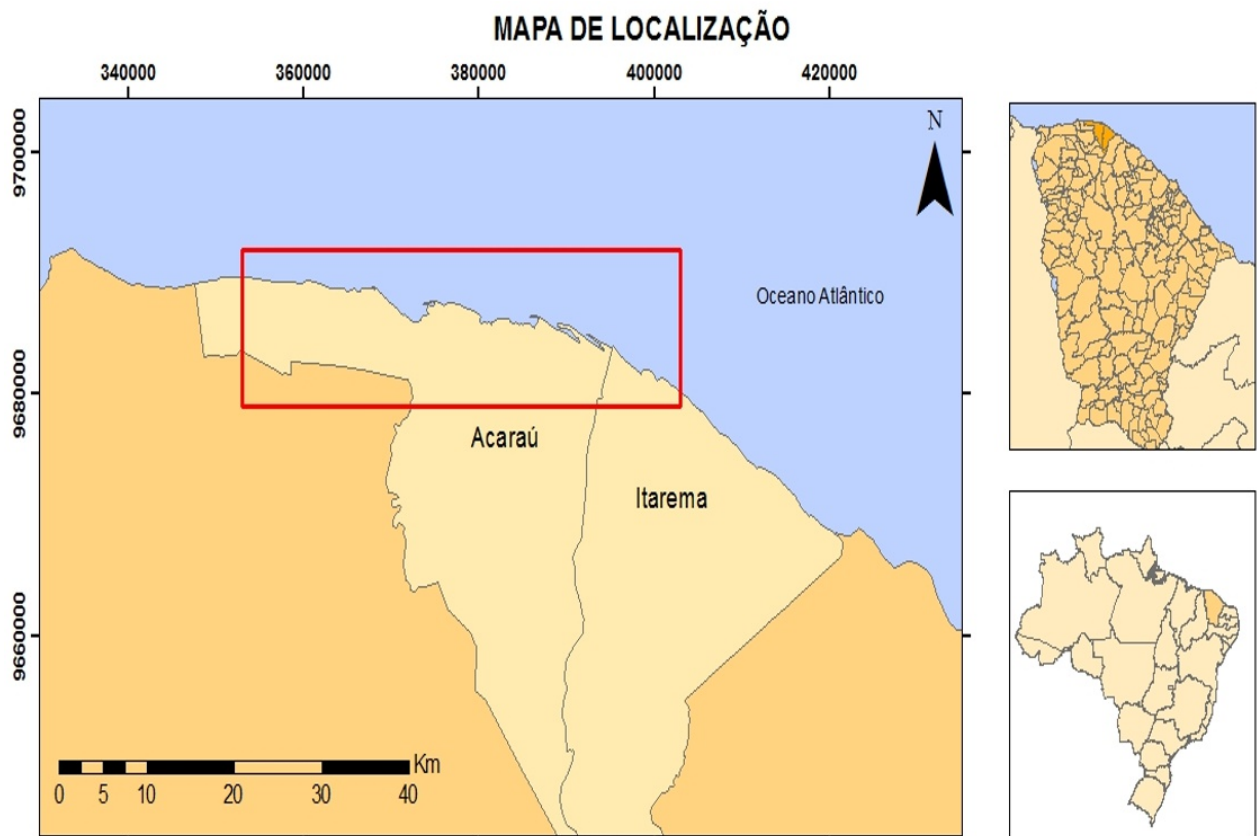 MAPA DE LOCALIZAÇÃO
340000 360000 380000 400000 420000
9700000
N
Oceano Atlântico
9680000
Acaraú
Itarema
9660000
Km
0 5 10 20 30 40